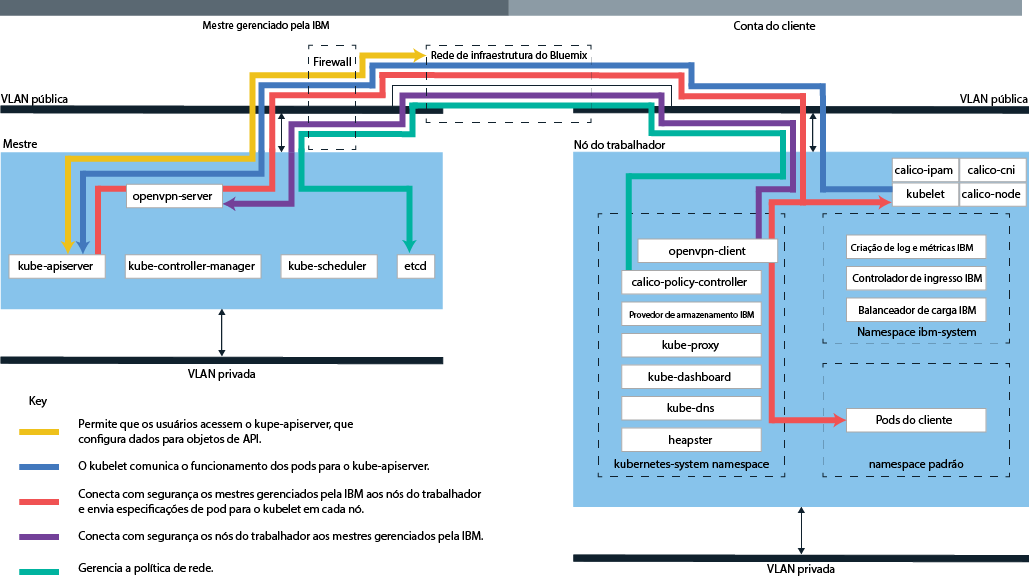 Mestre gerenciado pela IBM
Conta do cliente
Firewall
Rede de infraestrutura do Bluemix
VLAN pública
VLAN pública
Mestre
openvpn-server
kube-apiserver
kube-controller-manager
kube-scheduler
etcd
VLAN privada
Nó do trabalhador
calico-ipam
calico-cni
kubelet
calico-node
openvpn-client
calico-policy-controller
Provedor de armazenamento IBM
kube-proxy
kube-dashboard
kube-dns
heapster
kubernetes-system namespace
Criação de log e métricas IBM
Controlador de ingresso IBM
Balanceador de carga IBM
Namespace ibm-system
Pods do cliente
namespace padrão
VLAN privada
Key
Permite que os usuários acessem o kupe-apiserver, que
configura dados para objetos de API.
O kubelet comunica o funcionamento dos pods para o kube-apiserver.
Conecta com segurança os mestres gerenciados pela IBM aos nós do trabalhador
e envia especificações de pod para o kubelet em cada nó.
Conecta com segurança os nós do trabalhador aos mestres gerenciados pela IBM.
Gerencia a política de rede.